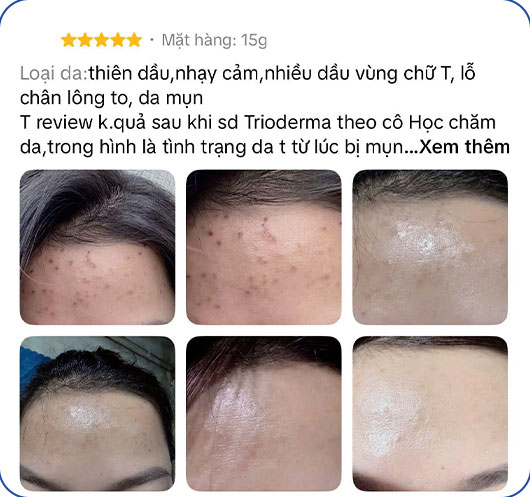 ★★★★★ · Mặt hàng: 15g
Loại da:thiên dầu,nhạy cảm,nhiều dầu vùng chữ T, lỗ
chân lông to, da mụn
T review k.quả sau khi sd Trioderma theo cô Học chăm
da,trong hình là tình trạng da t từ lúc bị mụn...Xem thêm